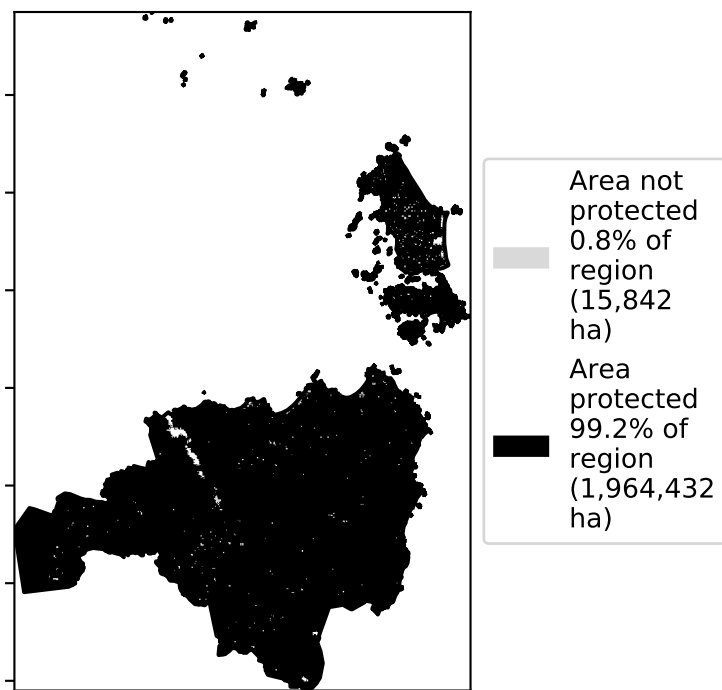 Area not
protected
0.8% of
region
(15,842
ha)
Area
protected
99.2% of
region
(1,964,432
ha)